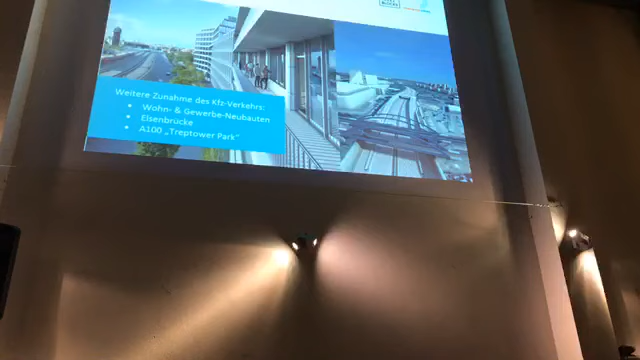 Weitere Zunahme des Kfz-Verkehrs:
• Wohn- & Gewerbe-Neubauten
• Elsenbrücke
• A100 „Treptower Park"